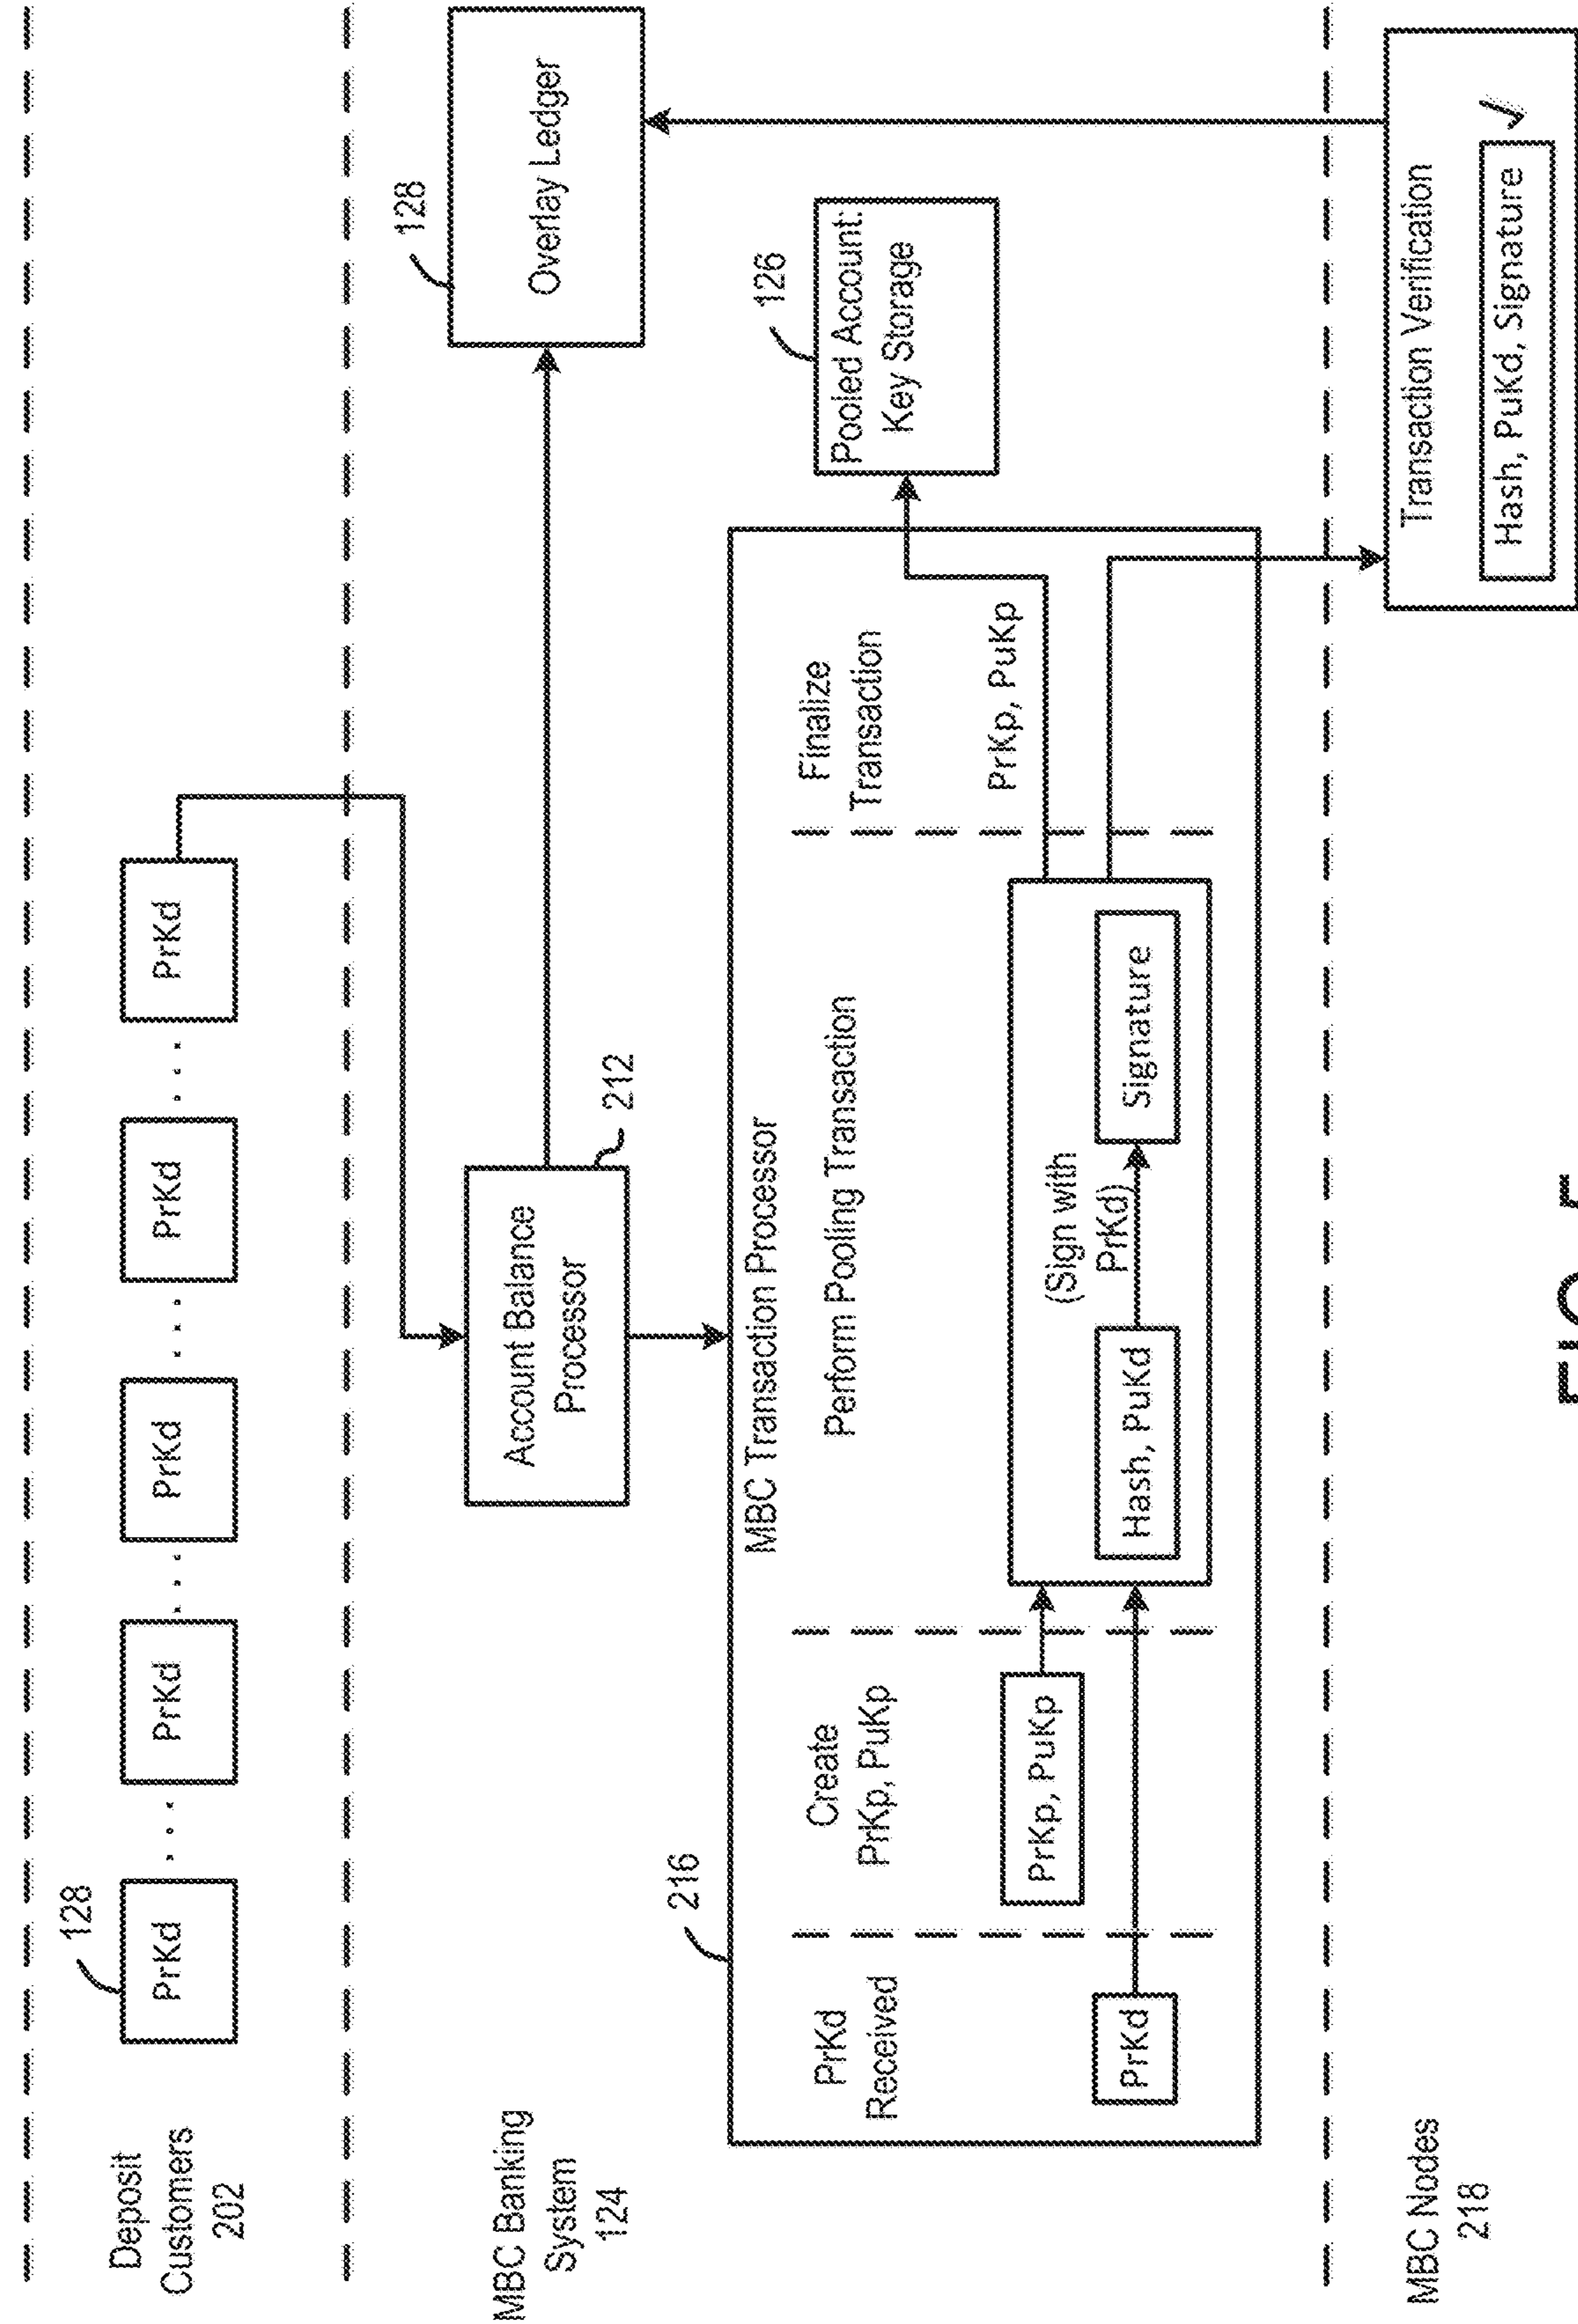 Deposit
Customers
202
128
PrKd
PrKd
PrKd
PrKd
PrKd
MBC Banking
System
124
Account Balance
Processor
212
128
Overlay Ledger
216
MBC Transaction Processor
PrKd
Received
Create
PrKp, PuKp
Perform Pooling Transaction
Finalize
Transaction
PrKd
PrKp, PuKp
(Sign with
PrKd)
Hash, PuKd
Signature
PrKp, PuKp
126
Pooled Account
Key Storage
MBC Nodes
218
Transaction Verification
Hash, PuKd, Signature